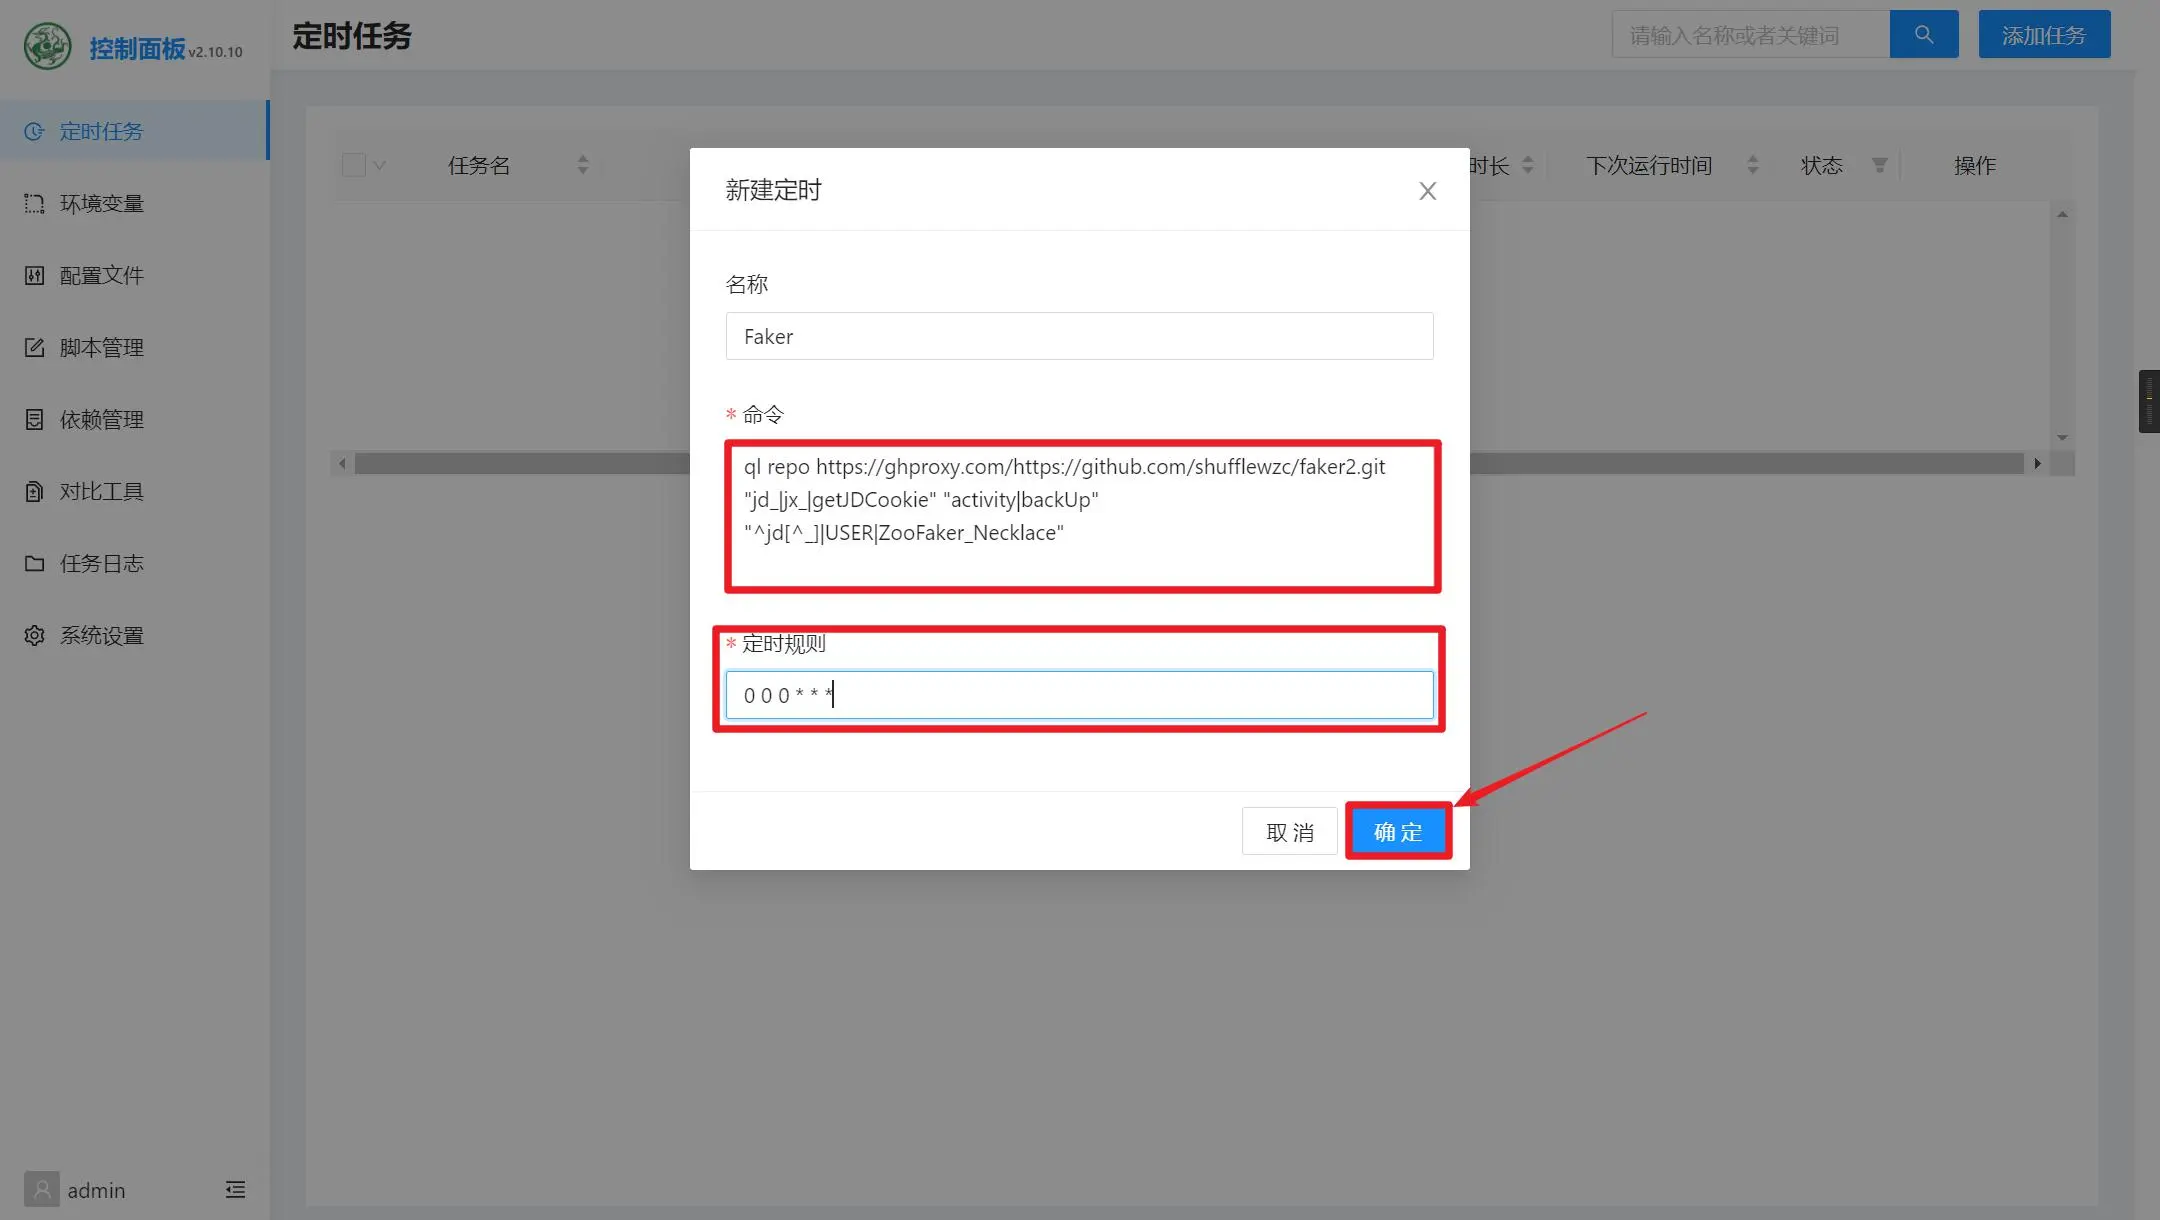 控制面板 v2.10.10
定时任务
请输入名称或者关键词
添加任务
定时任务
环境变量
配置文件
脚本管理
依赖管理
对比工具
任务日志
系统设置
admin
任务名
时长
下次运行时间
状态
操作
新建定时
名称
Faker
* 命令
ql repo https://ghproxy.com/https://github.com/shufflewzc/faker2.git
"jd_|jx_|getJDCookie" "activity|backUp"
"^jd[^_]|USER|ZooFaker_Necklace"
* 定时规则
0 0 0 * * *
取 消
确 定